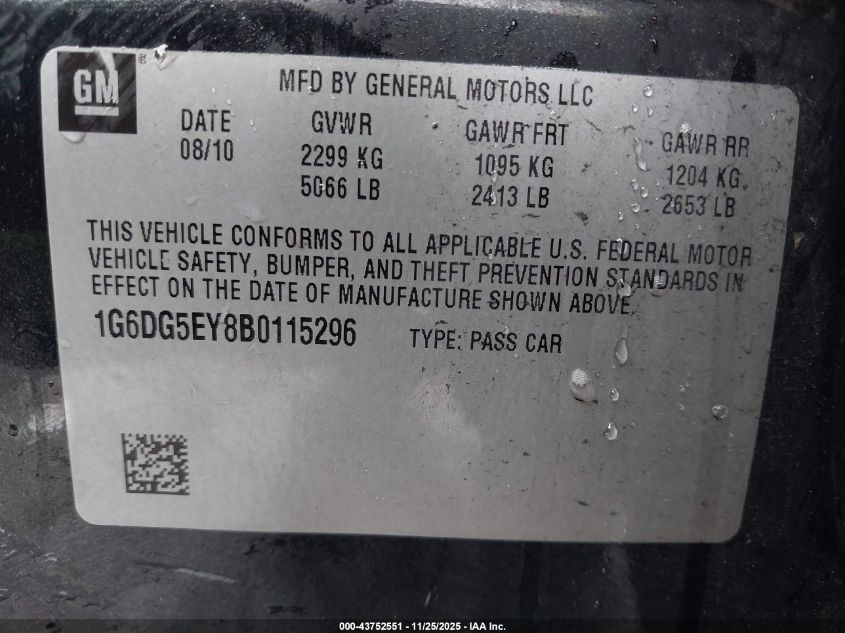 GM
®
MFD BY GENERAL MOTORS LLC
DATE GVWR GAWR FRT GAWR RR
08/10 2299 KG 1095 KG 1204 KG
5066 LB 2413 LB 2653 LB
THIS VEHICLE CONFORMS TO ALL APPLICABLE U.S. FEDERAL MOTOR
VEHICLE SAFETY, BUMPER, AND THEFT PREVENTION STANDARDS IN
EFFECT ON THE DATE OF MANUFACTURE SHOWN ABOVE.
1G6DG5EY8B0115296 TYPE: PASS CAR
000-43752551 - 11/25/2025 - IAA Inc.